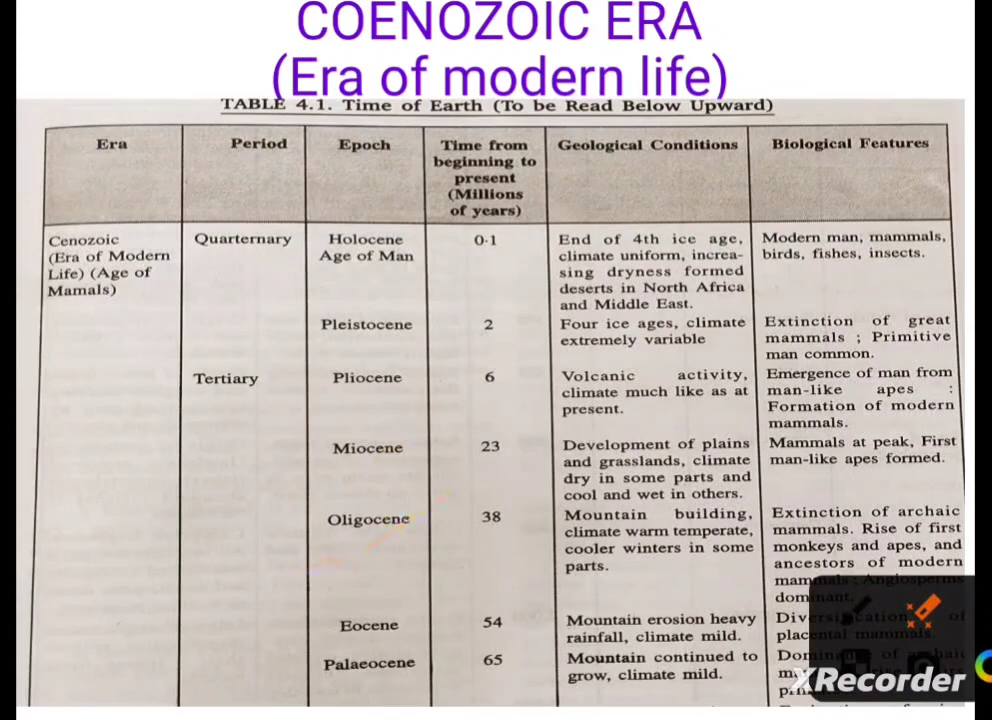 COENOZOIC ERA
(Era of modern life)
TABLE 4.1. Time of Earth (To be Read Below Upward)
Era Period Epoch Time from beginning to present (Millions of years) Geological Conditions Biological Features
Cenozoic
(Era of Modern
Life) (Age of
Mamals)
Quarternary
Holocene
Age of Man
0·1
End of 4th ice age,
climate uniform, increa-
sing dryness formed
deserts in North Africa
and Middle East.
Modern man, mammals,
birds, fishes, insects.
Pleistocene
2
Four ice ages, climate
extremely variable
Extinction of great
mammals ; Primitive
man common.
Tertiary
Pliocene
6
Volcanic activity,
climate much like as at
present.
Emergence of man from
man-like apes :
Formation of modern
mammals.
Miocene
23
Development of plains
and grasslands, climate
dry in some parts and
cool and wet in others.
Mammals at peak, First
man-like apes formed.
Oligocene
38
Mountain building,
climate warm temperate,
cooler winters in some
parts.
Extinction of archaic
mammals. Rise of first
monkeys and apes, and
ancestors of modern
mammals : Angiosperms
dominant.
Eocene
54
Mountain erosion heavy
rainfall, climate mild.
Diversification of
placental mammals.
Palaeocene
65
Mountain continued to
grow, climate mild.
of archaic
XRecorder